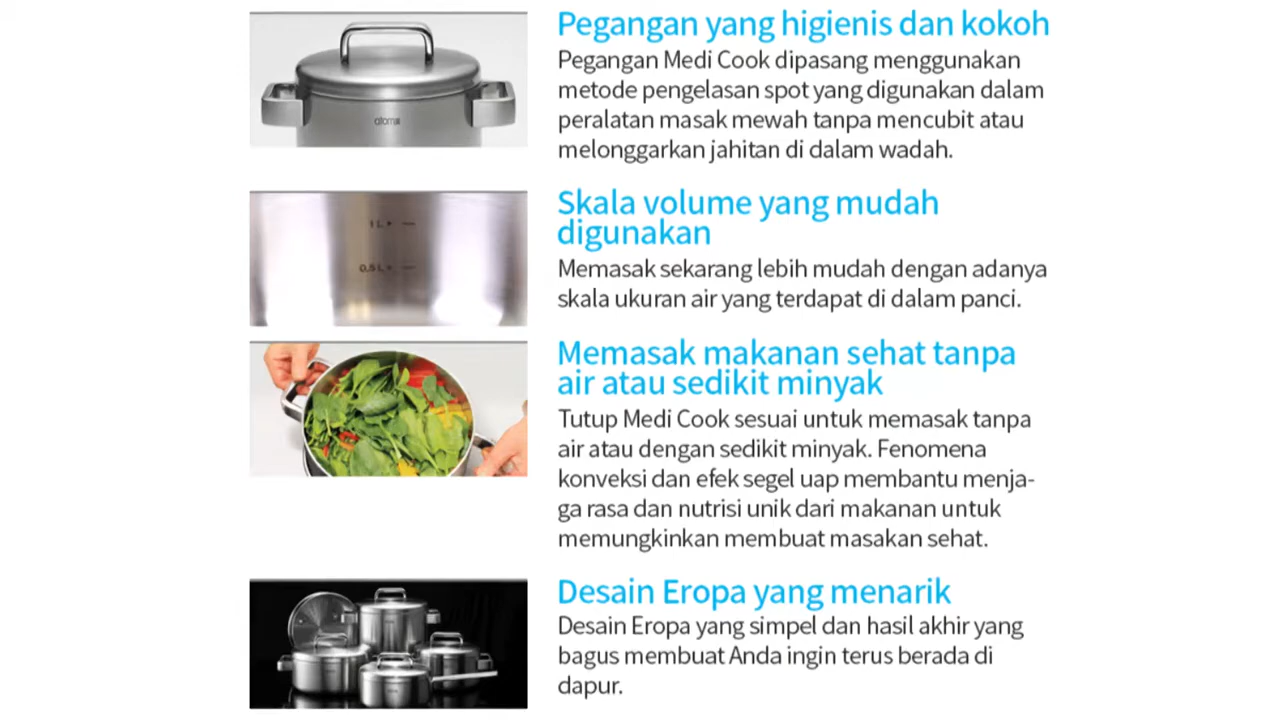 Pegangan yang higienis dan kokoh
Pegangan Medi Cook dipasang menggunakan
metode pengelasan spot yang digunakan dalam
peralatan masak mewah tanpa mencubit atau
melonggarkan jahitan di dalam wadah.
atomy
Skala volume yang mudah
digunakan
Memasak sekarang lebih mudah dengan adanya
skala ukuran air yang terdapat di dalam panci.
1 L
0,5 L
Memasak makanan sehat tanpa
air atau sedikit minyak
Tutup Medi Cook sesuai untuk memasak tanpa
air atau dengan sedikit minyak. Fenomena
konveksi dan efek segel uap membantu menja-
ga rasa dan nutrisi unik dari makanan untuk
memungkinkan membuat masakan sehat.
Desain Eropa yang menarik
Desain Eropa yang simpel dan hasil akhir yang
bagus membuat Anda ingin terus berada di
dapur.